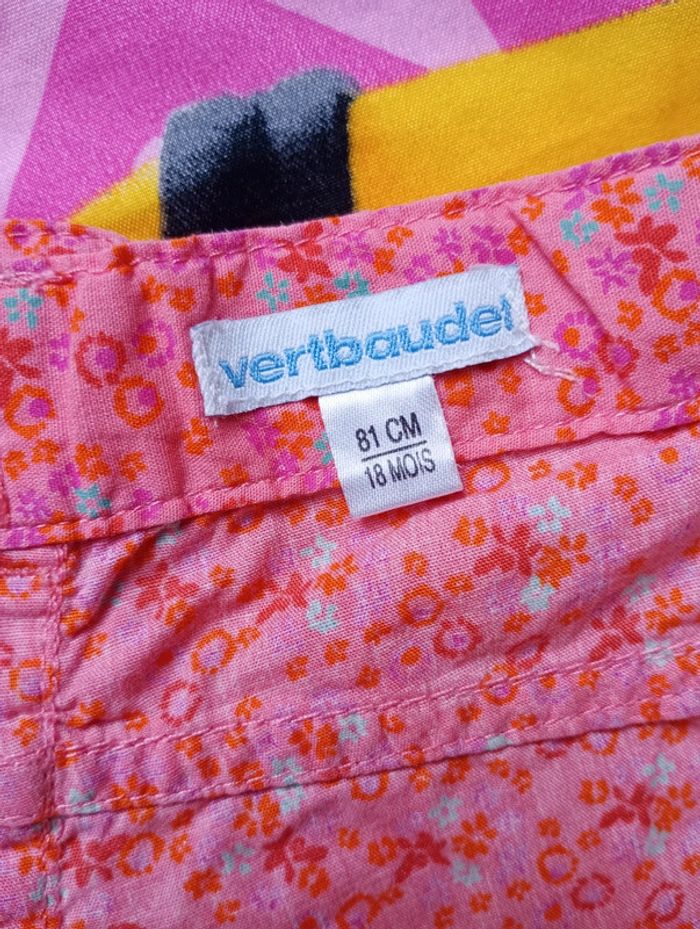 vertbaudet
81 CM
18 MOIS